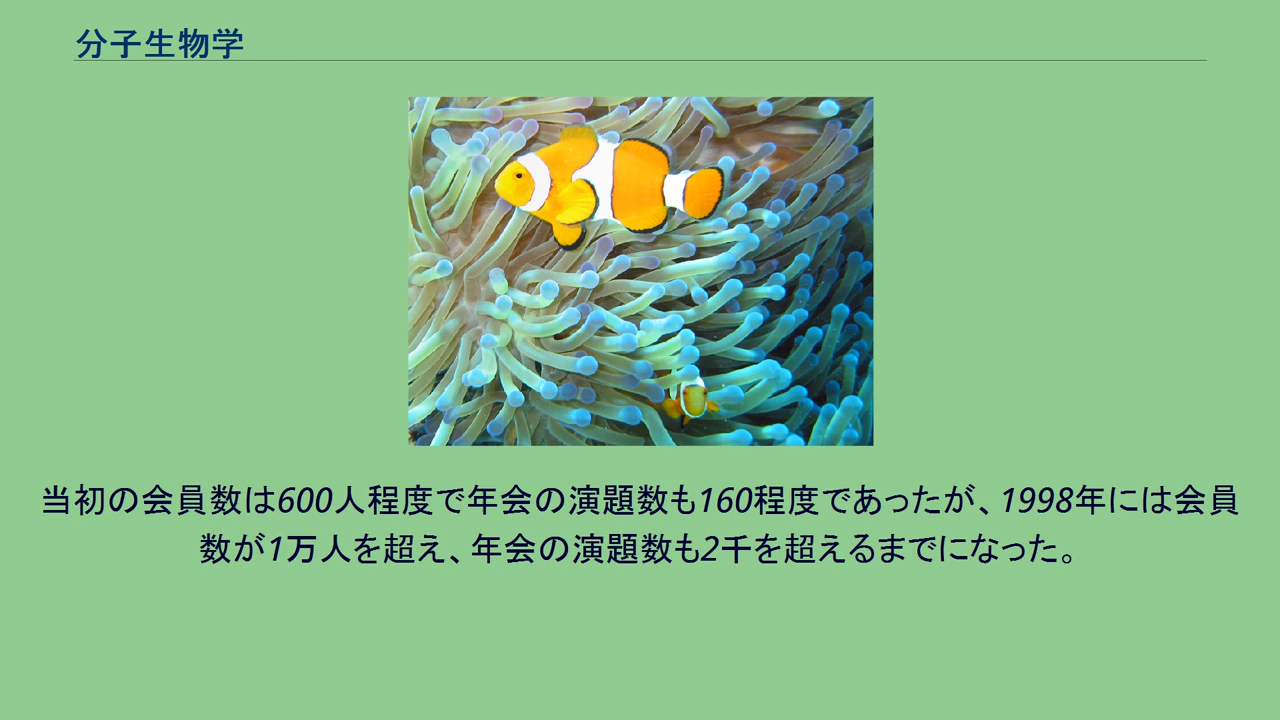 分子生物学
当初の会員数は600人程度で年会の演題数も160程度であったが、1998年には会員
数が1万人を超え、年会の演題数も2千を超えるまでになった。